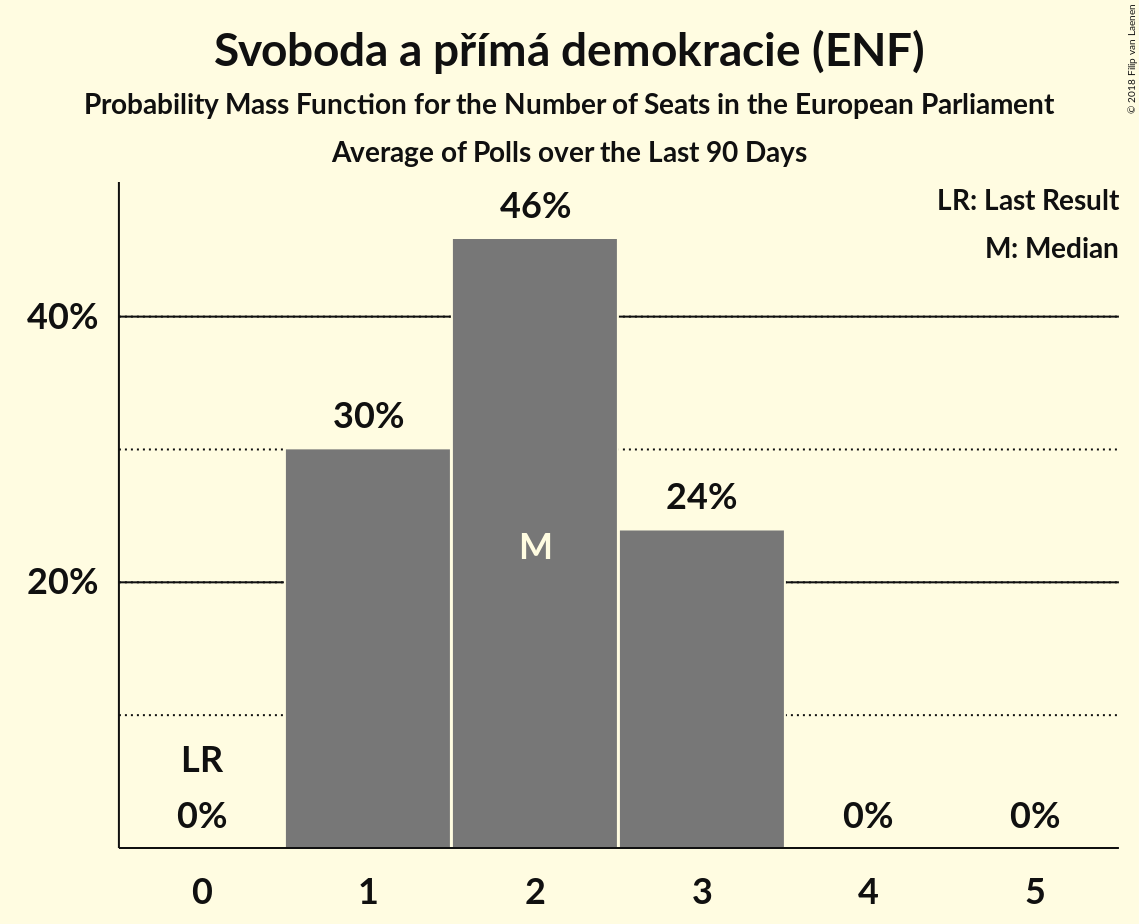 Svoboda a přímá demokracie (ENF)
Probability Mass Function for the Number of Seats in the European Parliament
Average of Polls over the Last 90 Days
© 2018 Filip van Laenen
LR: Last Result
M: Median
46%
40%
30%
24%
M
20%
LR
0%
0%
0%
0
1
2
3
4
5